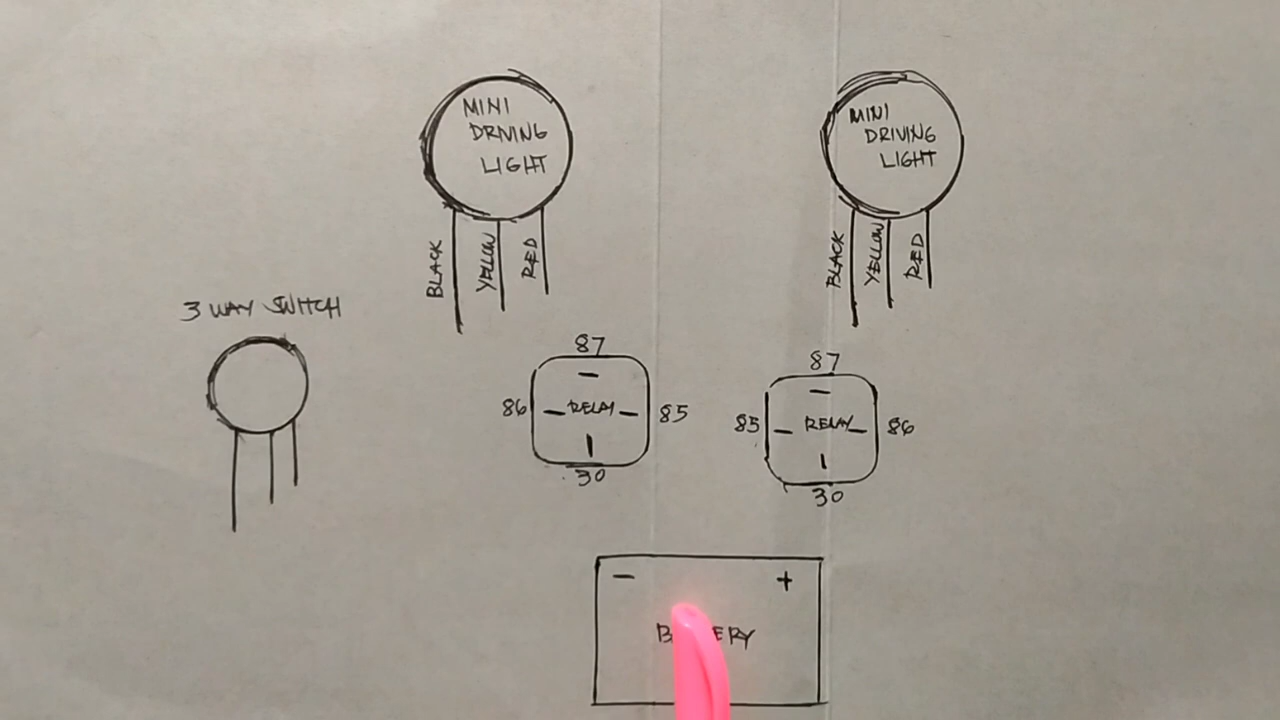 MINI
DRIVING
LIGHT
MINI
DRIVING
LIGHT
BLACK
YELLOW
RED
BLACK
YELLOW
RED
3 WAY SWITCH
87
86
RELAY
85
30
87
85
RELAY
86
30
-
+